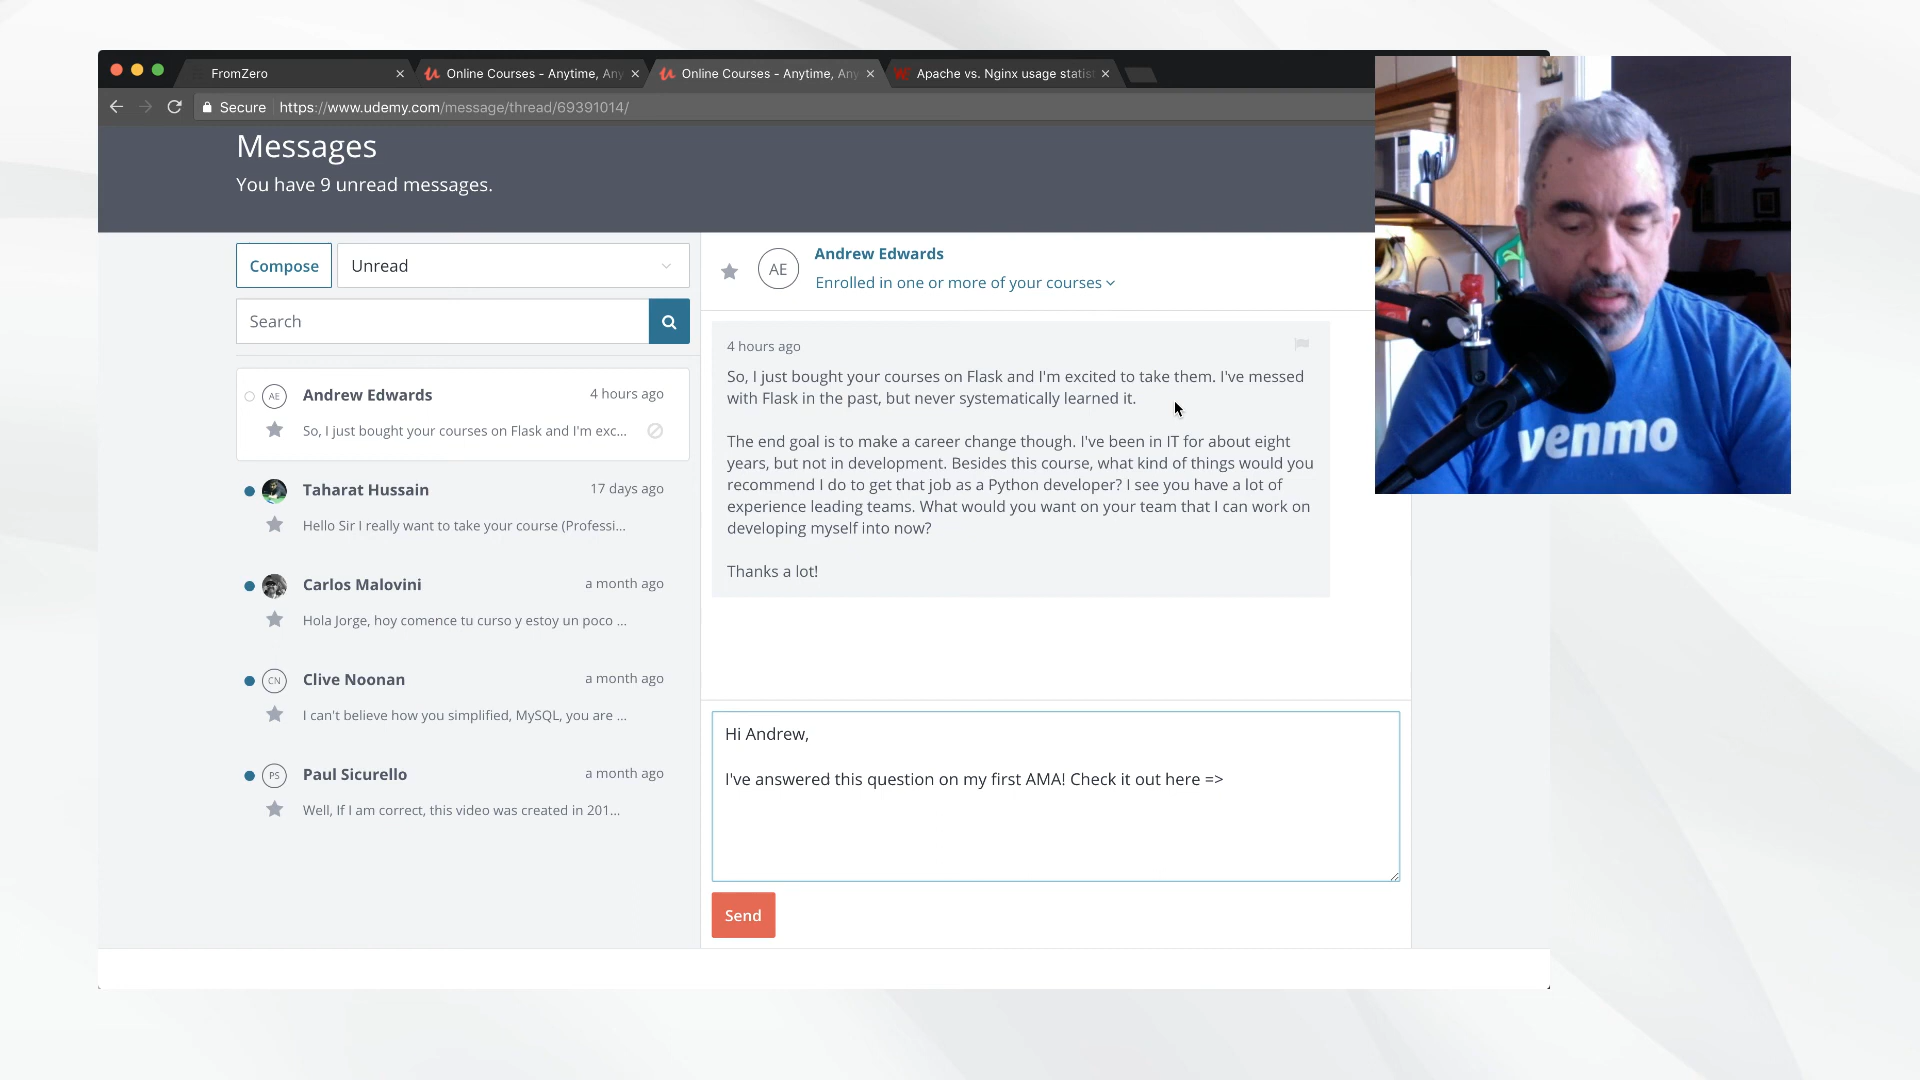 FromZero
Online Courses - Anytime, Any
Online Courses - Anytime, Any
Apache vs. Nginx usage statis
Secure https://www.udemy.com/message/thread/69391014/
Messages
You have 9 unread messages.
Compose
Unread
Search
Andrew Edwards
4 hours ago
AE
So, I just bought your courses on Flask and I'm exc...
Taharat Hussain
17 days ago
Hello Sir I really want to take your course (Professi...
Carlos Malovini
a month ago
Hola Jorge, hoy comence tu curso y estoy un poco ...
Clive Noonan
a month ago
CN
I can't believe how you simplified, MySQL, you are ...
Paul Sicurello
a month ago
PS
Well, If I am correct, this video was created in 201...
AE
Andrew Edwards
Enrolled in one or more of your courses
4 hours ago
So, I just bought your courses on Flask and I'm excited to take them. I've messed
with Flask in the past, but never systematically learned it.
The end goal is to make a career change though. I've been in IT for about eight
years, but not in development. Besides this course, what kind of things would you
recommend I do to get that job as a Python developer? I see you have a lot of
experience leading teams. What would you want on your team that I can work on
developing myself into now?
Thanks a lot!
Hi Andrew,
I've answered this question on my first AMA! Check it out here =>
Send
venmo